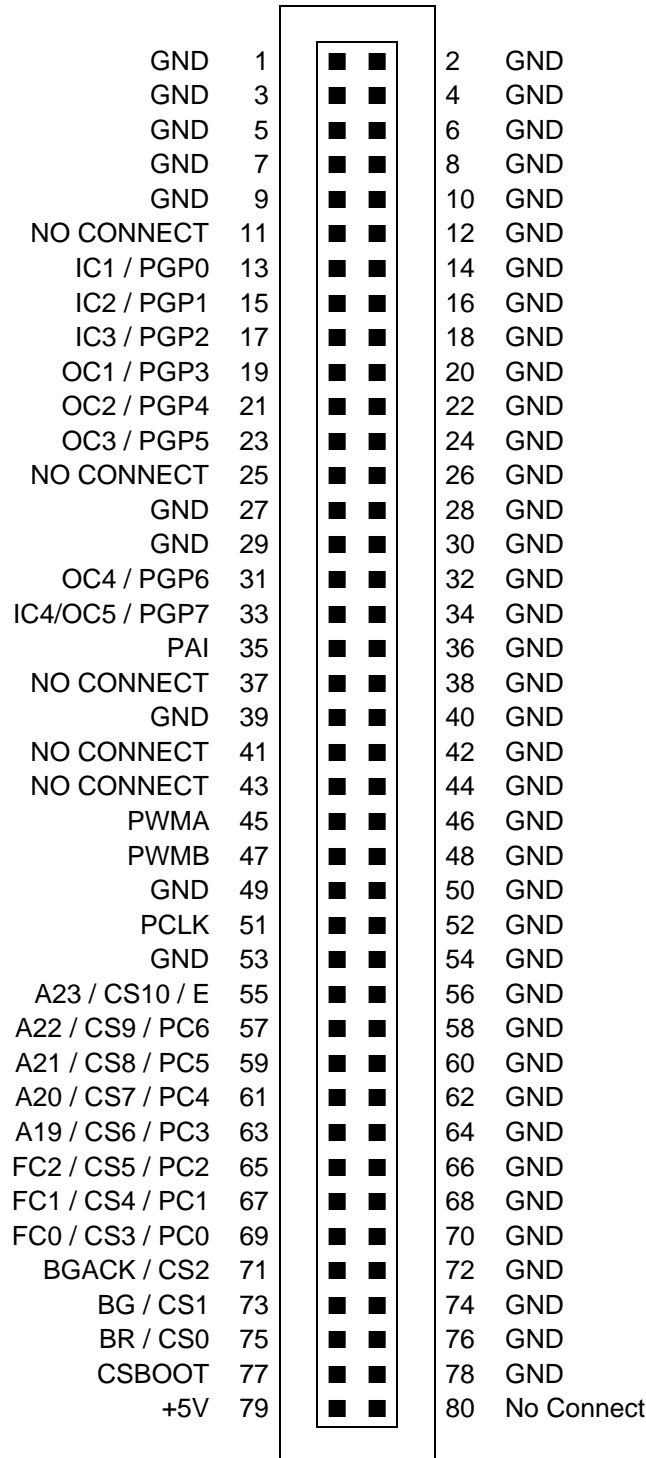 GND 1 2 GND
GND 3 4 GND
GND 5 6 GND
GND 7 8 GND
GND 9 10 GND
NO CONNECT 11 12 GND
IC1 / PGP0 13 14 GND
IC2 / PGP1 15 16 GND
IC3 / PGP2 17 18 GND
OC1 / PGP3 19 20 GND
OC2 / PGP4 21 22 GND
OC3 / PGP5 23 24 GND
NO CONNECT 25 26 GND
GND 27 28 GND
GND 29 30 GND
OC4 / PGP6 31 32 GND
IC4/OC5 / PGP7 33 34 GND
PAI 35 36 GND
NO CONNECT 37 38 GND
GND 39 40 GND
NO CONNECT 41 42 GND
NO CONNECT 43 44 GND
PWMA 45 46 GND
PWMB 47 48 GND
GND 49 50 GND
PCLK 51 52 GND
GND 53 54 GND
A23 / CS10 / E 55 56 GND
A22 / CS9 / PC6 57 58 GND
A21 / CS8 / PC5 59 60 GND
A20 / CS7 / PC4 61 62 GND
A19 / CS6 / PC3 63 64 GND
FC2 / CS5 / PC2 65 66 GND
FC1 / CS4 / PC1 67 68 GND
FC0 / CS3 / PC0 69 70 GND
BGACK / CS2 71 72 GND
BG / CS1 73 74 GND
BR / CS0 75 76 GND
CSBOOT 77 78 GND
+5V 79 80 No Connect